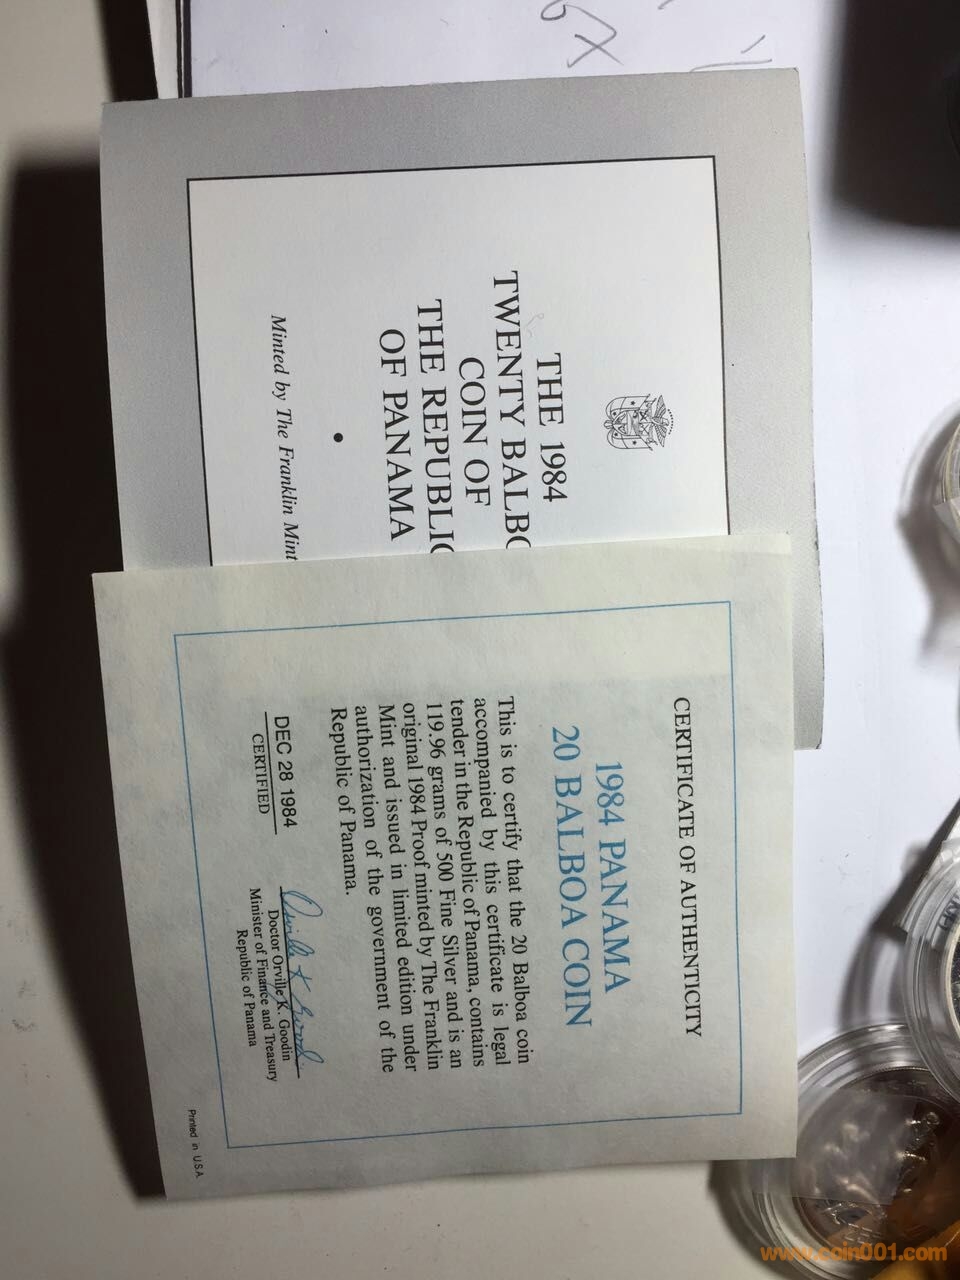 THE 1984
TWENTY BALBO
COIN OF
THE REPUBLIC
OF PANAMA
•
Minted by The Franklin Mint
CERTIFICATE OF AUTHENTICITY
1984 PANAMA
20 BALBOA COIN
This is to certify that the 20 Balboa coin
accompanied by this certificate is legal
tender in the Republic of Panama, contains
119.96 grams of 500 Fine Silver and is an
original 1984 Proof minted by The Franklin
Mint and issued in limited edition under
authorization of the government of the
Republic of Panama.
DEC 28 1984
CERTIFIED
Doctor Orville K. Goodin
Minister of Finance and Treasury
Republic of Panama
Printed in U.S.A.
www.coin001.com